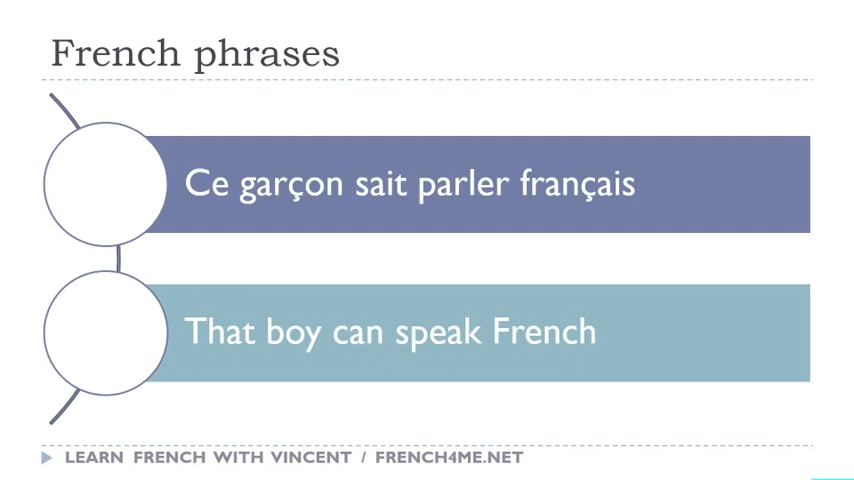 French phrases
Ce garçon sait parler français
That boy can speak French
LEARN FRENCH WITH VINCENT / FRENCH4ME.NET